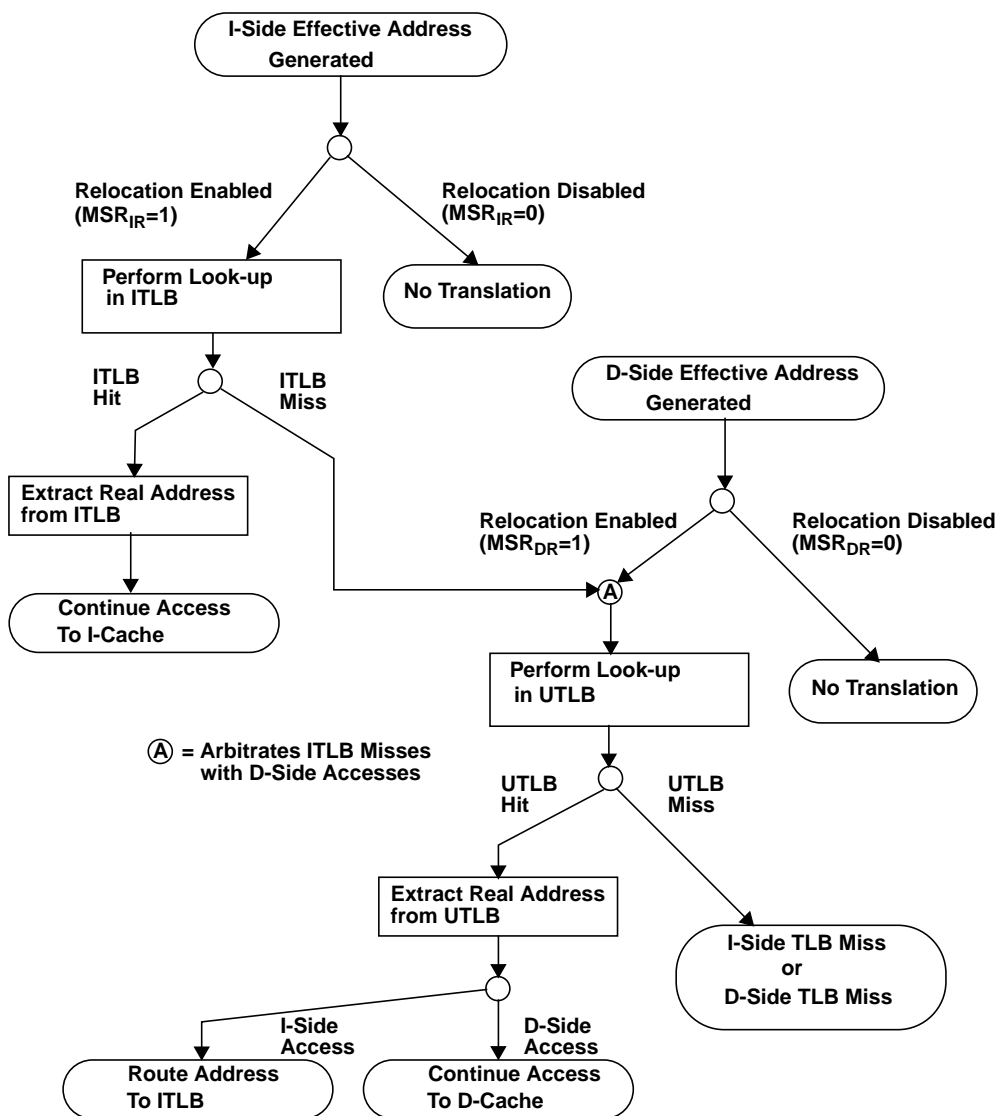 I-Side Effective Address
Generated
Relocation Enabled
(MSR_IR=1)
Relocation Disabled
(MSR_IR=0)
Perform Look-up
in ITLB
No Translation
ITLB
Hit
ITLB
Miss
D-Side Effective Address
Generated
Extract Real Address
from ITLB
Relocation Enabled
(MSR_DR=1)
Relocation Disabled
(MSR_DR=0)
A
Continue Access
To I-Cache
Perform Look-up
in UTLB
No Translation
A = Arbitrates ITLB Misses
with D-Side Accesses
UTLB
Hit
UTLB
Miss
Extract Real Address
from UTLB
I-Side TLB Miss
or
D-Side TLB Miss
I-Side
Access
D-Side
Access
Route Address
To ITLB
Continue Access
To D-Cache